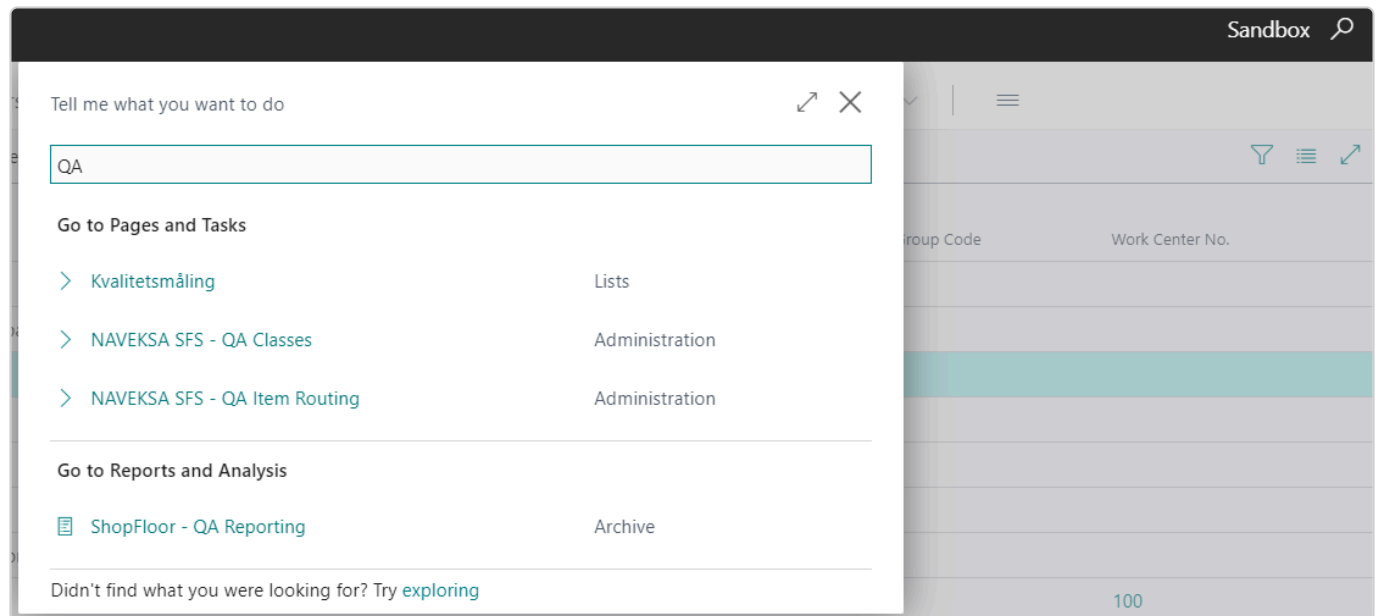 Sandbox
Tell me what you want to do
QA
Go to Pages and Tasks
Group Code Work Center No.
Kvalitetsmåling Lists
NAVEKSA SFS - QA Classes Administration
NAVEKSA SFS - QA Item Routing Administration
Go to Reports and Analysis
ShopFloor - QA Reporting Archive
Didn't find what you were looking for? Try exploring
100